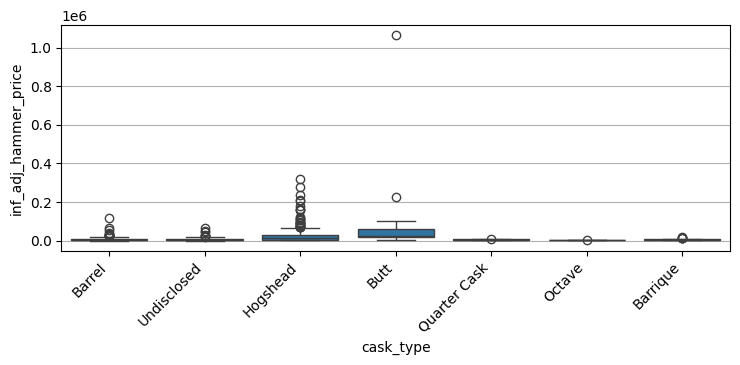 1e6
1.0
0.8
0.6
0.4
0.2
0.0
inf_adj_hammer_price
Barrel
Undisclosed
Hogshead
Butt
Quarter Cask
Octave
Barrique
cask_type